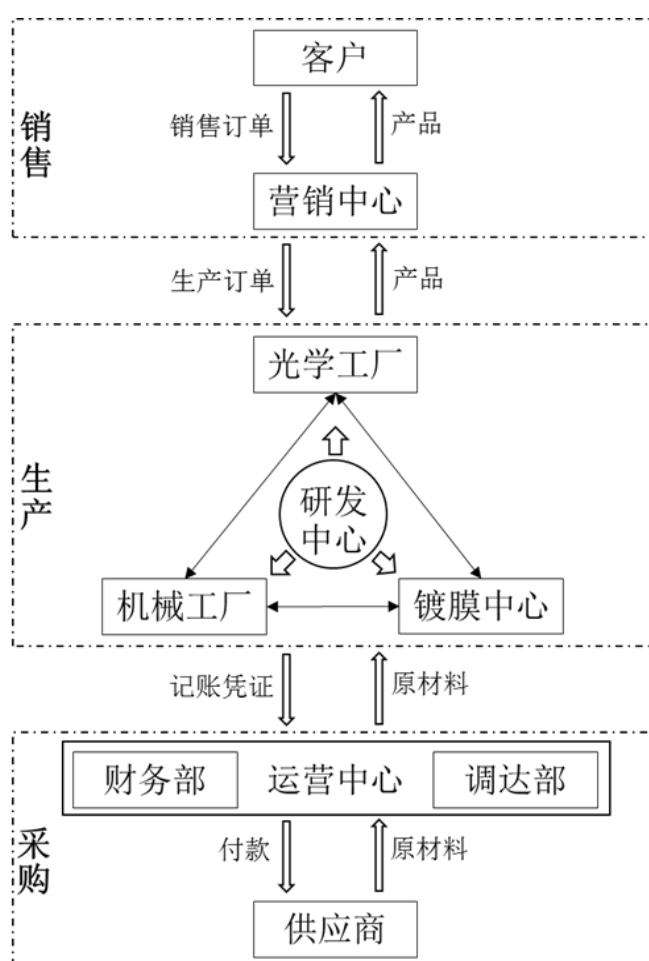 客户
销售订单
产品
销售
营销中心
生产订单
产品
光学工厂
生产
研发
中心
机械工厂
镀膜中心
记账凭证
原材料
财务部
运营中心
调达部
采购
付款
原材料
供应商